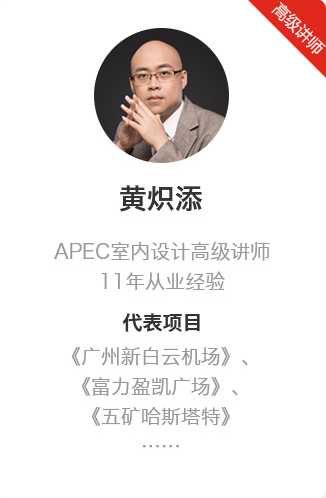 高级讲师
黄炽添
APEC室内设计高级讲师
11年从业经验
代表项目
《广州新白云机场》、
《富力盈凯广场》、
《五矿哈斯塔特》
······